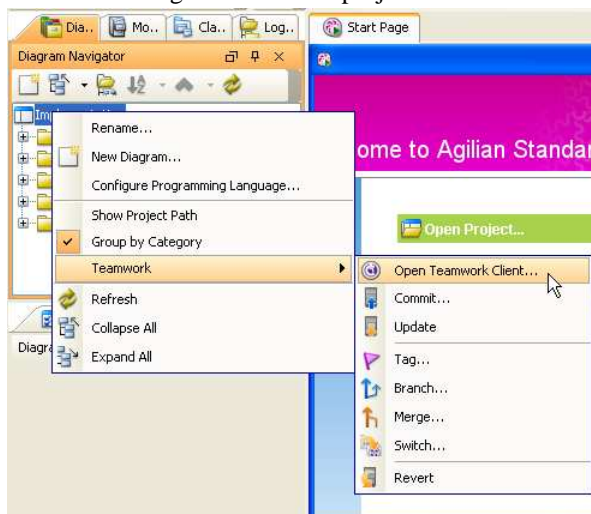 Dia..
Mo..
Cla..
Log..
Start Page
Diagram Navigator
Rename...
New Diagram...
ome to Agilian Standar
Configure Programming Language...
Show Project Path
Open Project...
Group by Category
Teamwork
Open Teamwork Client...
Refresh
Commit...
Collapse All
Update
Diagr
Expand All
Tag...
Branch...
Merge...
Switch...
Revert